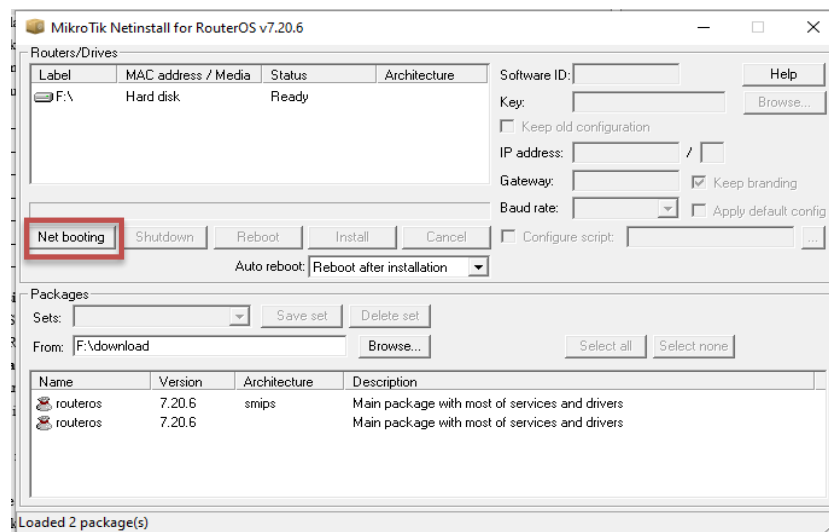 MikroTik Netinstall for RouterOS v7.20.6
Routers/Drives
Label MAC address / Media Status Architecture
F:\ Hard disk Ready
Software ID: Help
Key: Browse...
Keep old configuration
IP address: /
Gateway: Keep branding
Baud rate: Apply default config
Net booting Shutdown Reboot Install Cancel Configure script: ...
Auto reboot: Reboot after installation
Packages
Sets: Save set Delete set
From: F:\download Browse... Select all Select none
Name Version Architecture Description
routeros 7.20.6 smips Main package with most of services and drivers
routeros 7.20.6 Main package with most of services and drivers
Loaded 2 package(s)